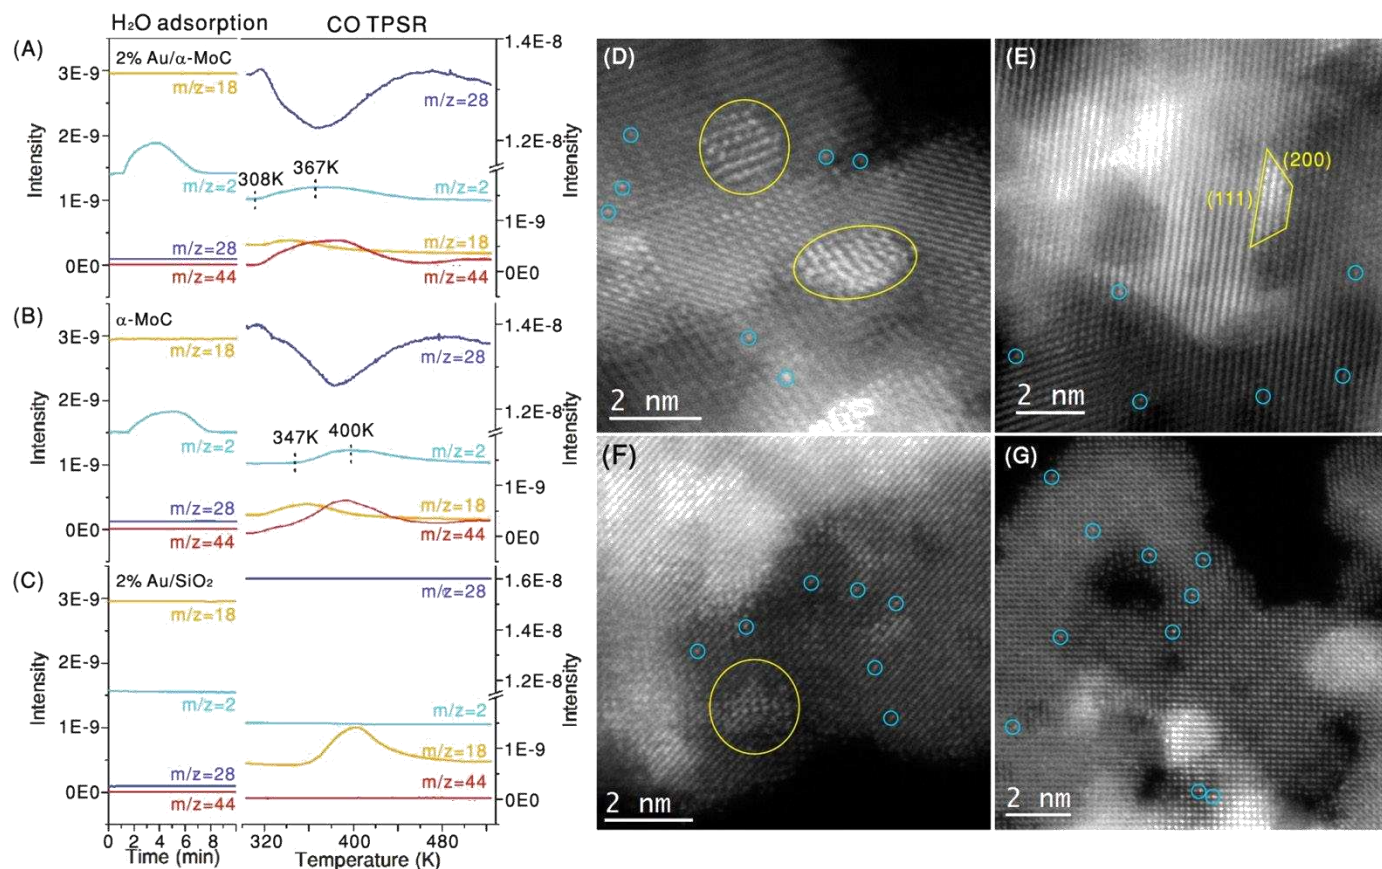 H₂O adsorption
CO TPSR
(A)
2% Au/α-MoC
3E-9
2E-9
1E-9
0E0
Intensity
m/z=18
m/z=2
m/z=28
m/z=44
308K
367K
m/z=28
m/z=2
m/z=18
m/z=44
1.4E-8
1.2E-8
1E-9
0E0
Intensity
(B)
α-MoC
3E-9
2E-9
1E-9
0E0
Intensity
m/z=18
m/z=2
m/z=28
m/z=44
347K
400K
m/z=28
m/z=2
m/z=18
m/z=44
1.4E-8
1.2E-8
1E-9
0E0
Intensity
(C)
2% Au/SiO₂
3E-9
2E-9
1E-9
0E0
Intensity
m/z=18
m/z=2
m/z=28
m/z=44
m/z=28
m/z=2
m/z=18
m/z=44
1.6E-8
1.4E-8
1.2E-8
1E-9
0E0
Intensity
0 2 4 6 8
Time (min)
320 400 480
Temperature (K)
(D)
2 nm
(E)
(111)
(200)
2 nm
(F)
2 nm
(G)
2 nm